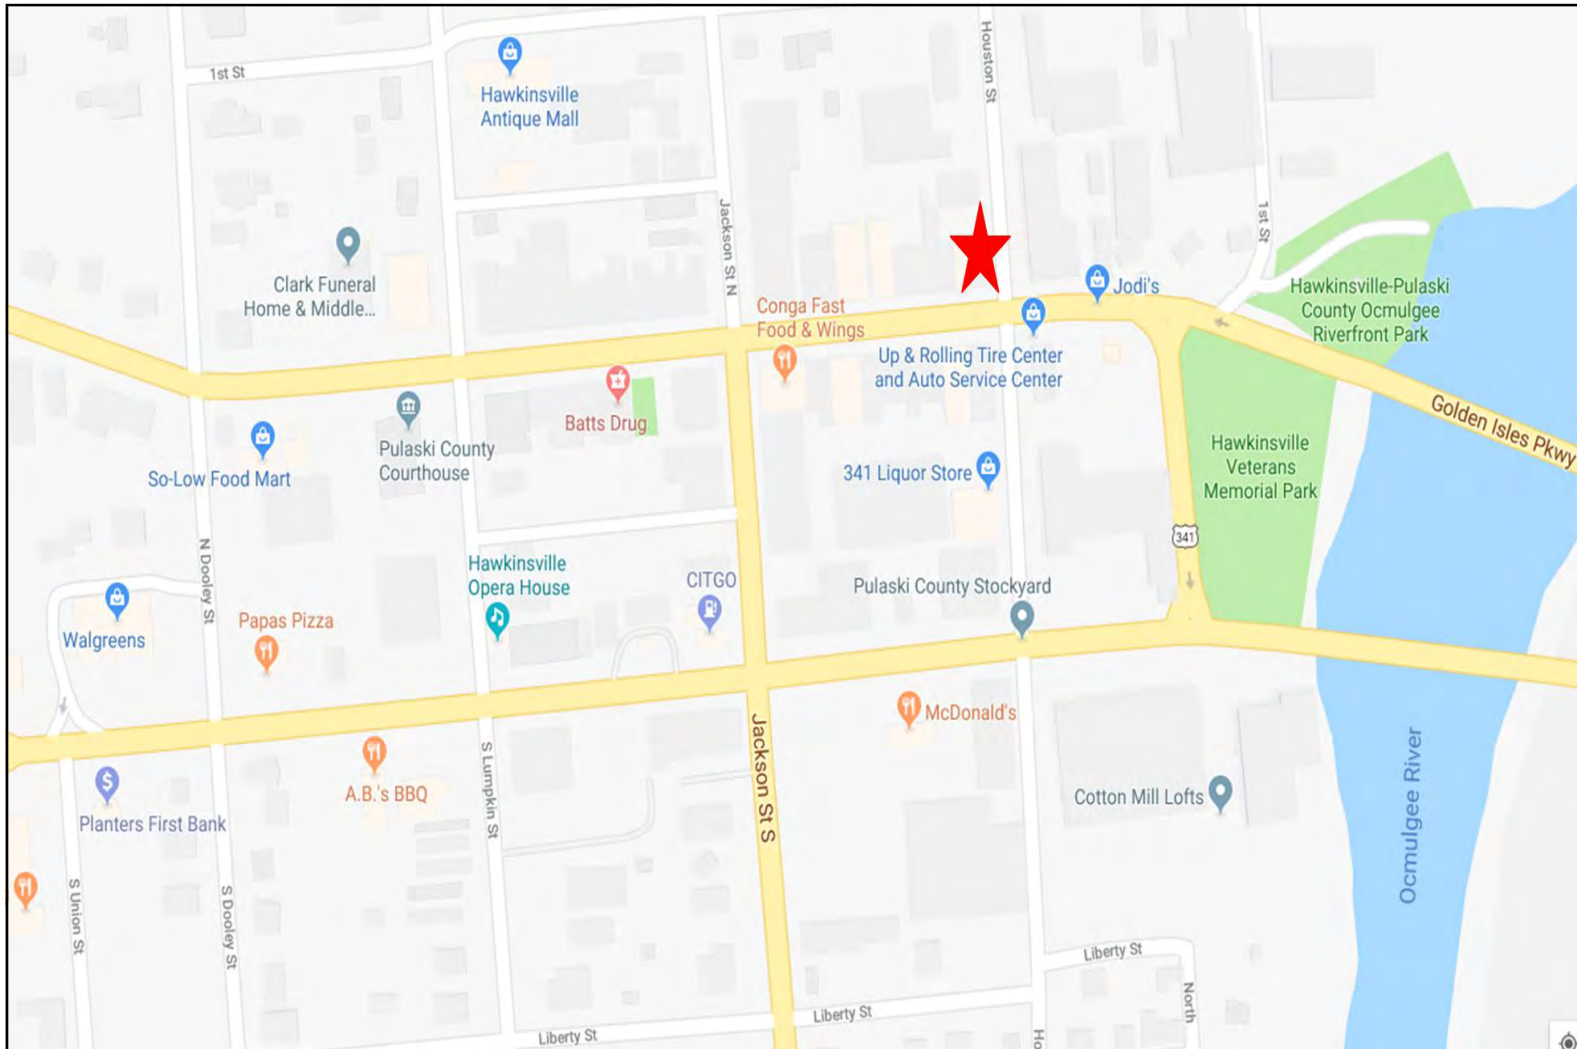 1st St
Hawkinsville
Antique Mall
Houston St
Jackson St N
1st St
Clark Funeral
Home & Middle...
Conga Fast
Food & Wings
Jodi's
Hawkinsville-Pulaski
County Ocmulgee
Riverfront Park
Up & Rolling Tire Center
and Auto Service Center
Batts Drug
Pulaski County
Courthouse
So-Low Food Mart
Golden Isles Pkwy
Hawkinsville
Veterans
Memorial Park
341 Liquor Store
341
N Dooley St
Hawkinsville
Opera House
CITGO
Pulaski County Stockyard
Walgreens
Papas Pizza
McDonald's
Jackson St S
S Lumpkin St
A.B.'s BBQ
Planters First Bank
Cotton Mill Lofts
Ocmulgee River
S Union St
S Dooley St
Liberty St
North
Liberty St
Liberty St
Ho